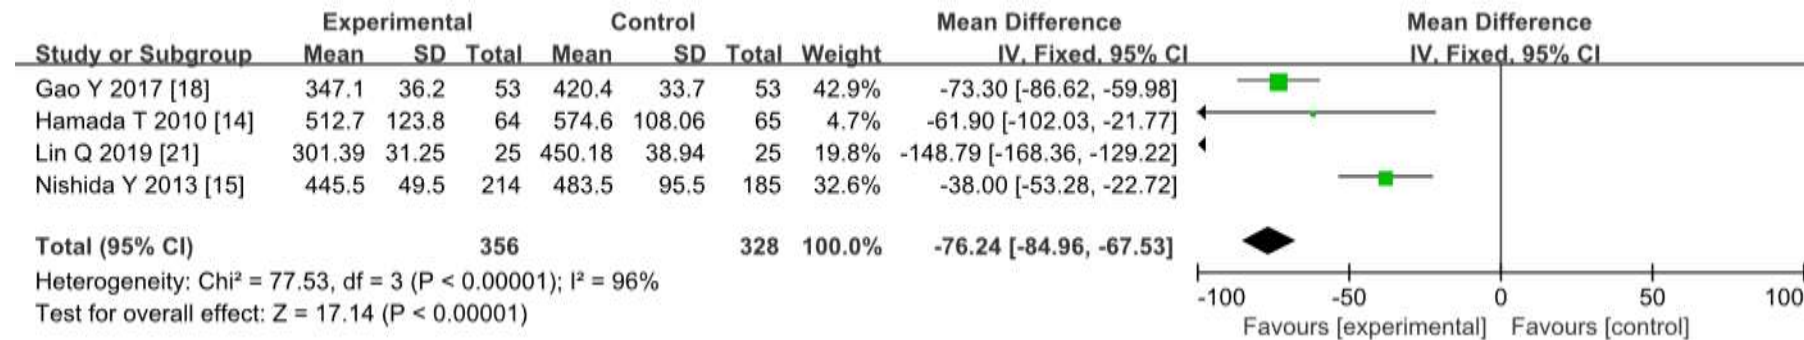 Experimental Control Mean Difference Mean Difference
Study or Subgroup Mean SD Total Mean SD Total Weight IV, Fixed, 95% CI IV, Fixed, 95% CI
Gao Y 2017 [18] 347.1 36.2 53 420.4 33.7 53 42.9% -73.30 [-86.62, -59.98]
Hamada T 2010 [14] 512.7 123.8 64 574.6 108.06 65 4.7% -61.90 [-102.03, -21.77]
Lin Q 2019 [21] 301.39 31.25 25 450.18 38.94 25 19.8% -148.79 [-168.36, -129.22]
Nishida Y 2013 [15] 445.5 49.5 214 483.5 95.5 185 32.6% -38.00 [-53.28, -22.72]
Total (95% CI) 356 328 100.0% -76.24 [-84.96, -67.53]
Heterogeneity: Chi² = 77.53, df = 3 (P < 0.00001); I² = 96%
Test for overall effect: Z = 17.14 (P < 0.00001)
-100 -50 0 50 100
Favours [experimental] Favours [control]